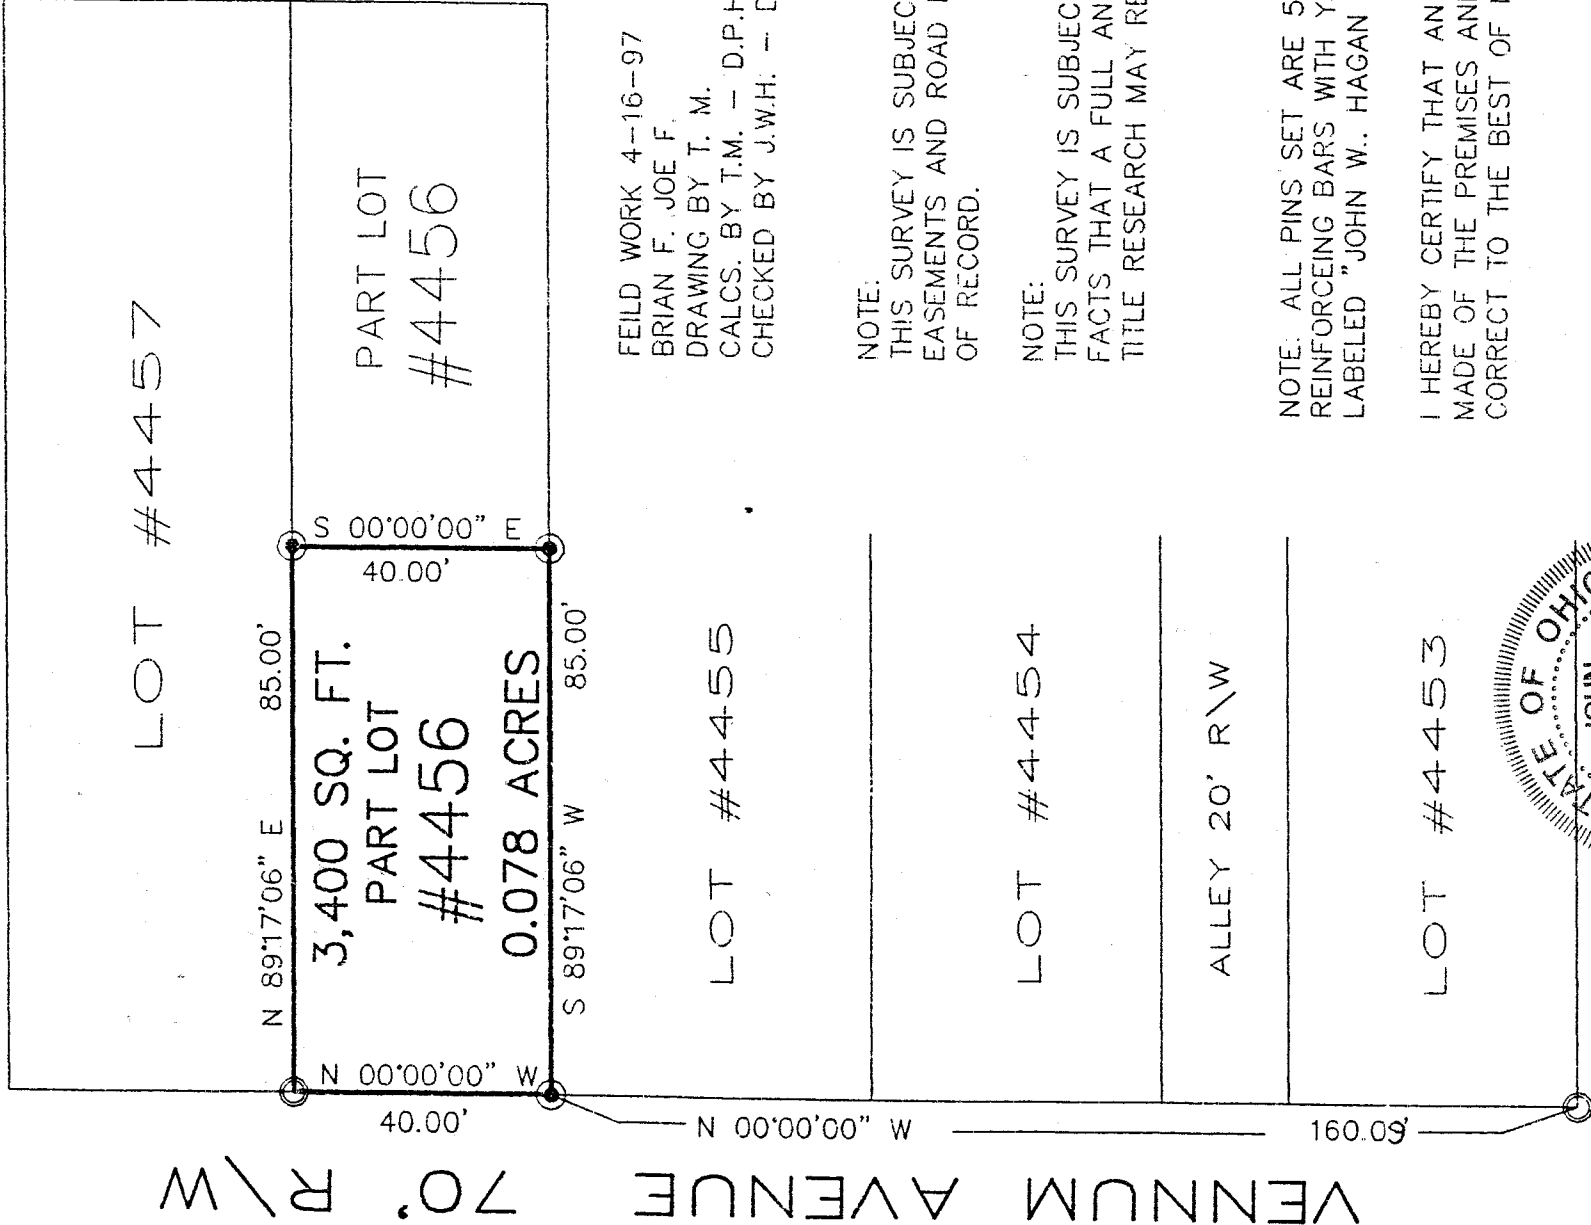 LOT #4457
N 89°17'06" E
85.00'
3,400 SQ. FT.
PART LOT
#4456
0.078 ACRES
S 00°00'00" E
40.00'
N 00°00'00" W
40.00'
S 89°17'06" W
85.00'
PART LOT
#4456
LOT #4455
LOT #4454
ALLEY 20' R\W
LOT #4453
N 00°00'00" W
160.09'
VENNUM AVENUE 70' R\W
FEILD WORK 4-16-97
BRIAN F. JOE F.
DRAWING BY T. M.
CALCS. BY T.M. - D.P.H
CHECKED BY J.W.H. - D
NOTE:
THIS SURVEY IS SUBJEC
EASEMENTS AND ROAD
OF RECORD.
NOTE:
THIS SURVEY IS SUBJEC
FACTS THAT A FULL AN
TITLE RESEARCH MAY RE
NOTE: ALL PINS SET ARE 5
REINFORCEING BARS WITH Y
LABELED "JOHN W. HAGAN
I HEREBY CERTIFY THAT AN
MADE OF THE PREMISES AN
CORRECT TO THE BEST OF
ATE OF OHIO
JOHN